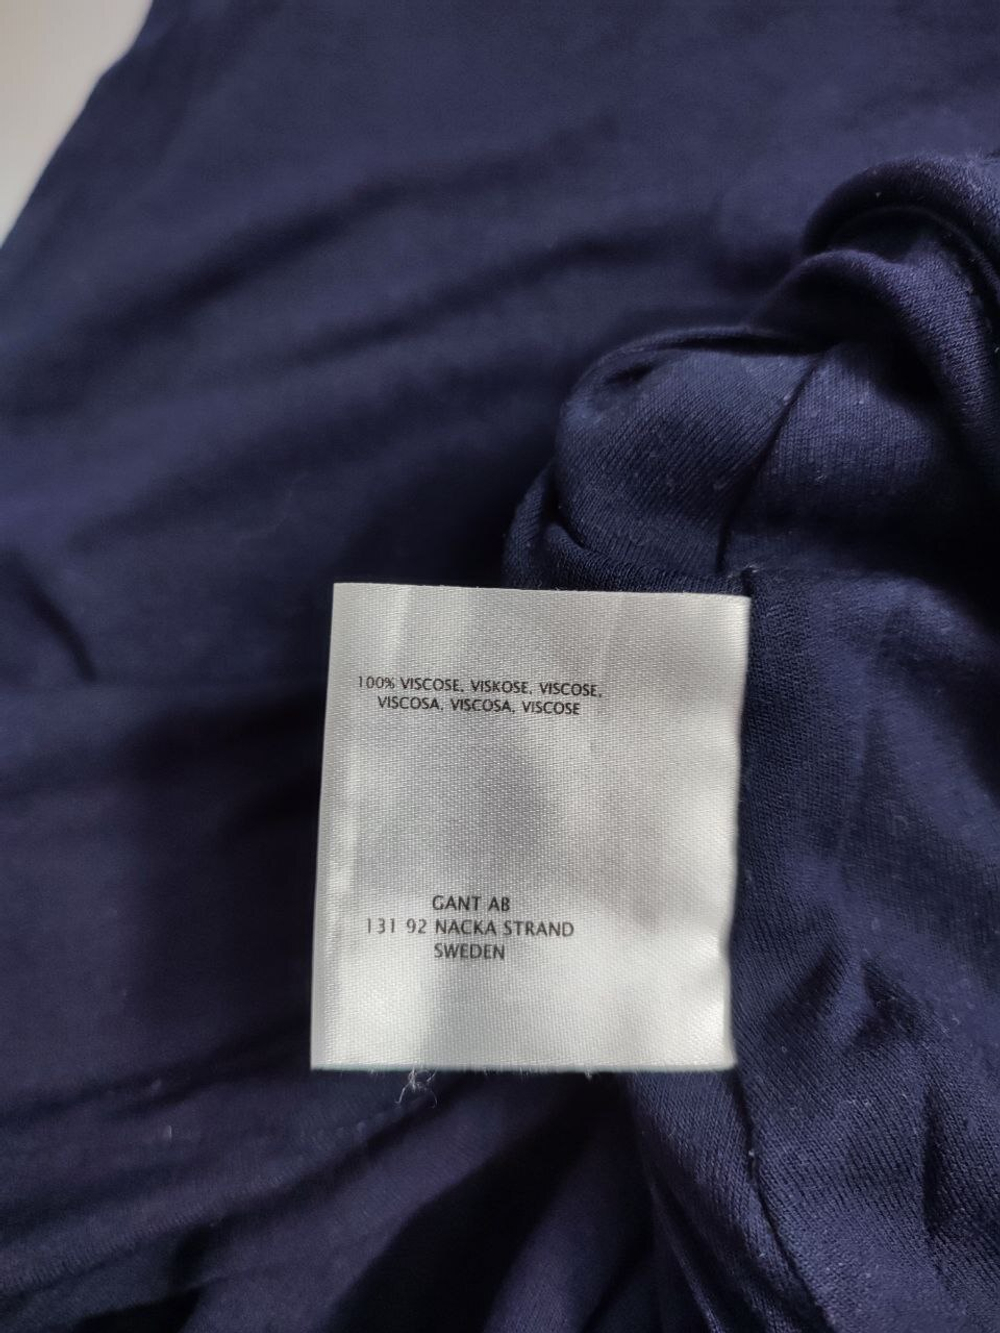 100% VISCOSE, VISKOSE, VISCOSE,
VISCOSA, VISCOSA, VISCOSE
GANT AB
131 92 NACKA STRAND
SWEDEN